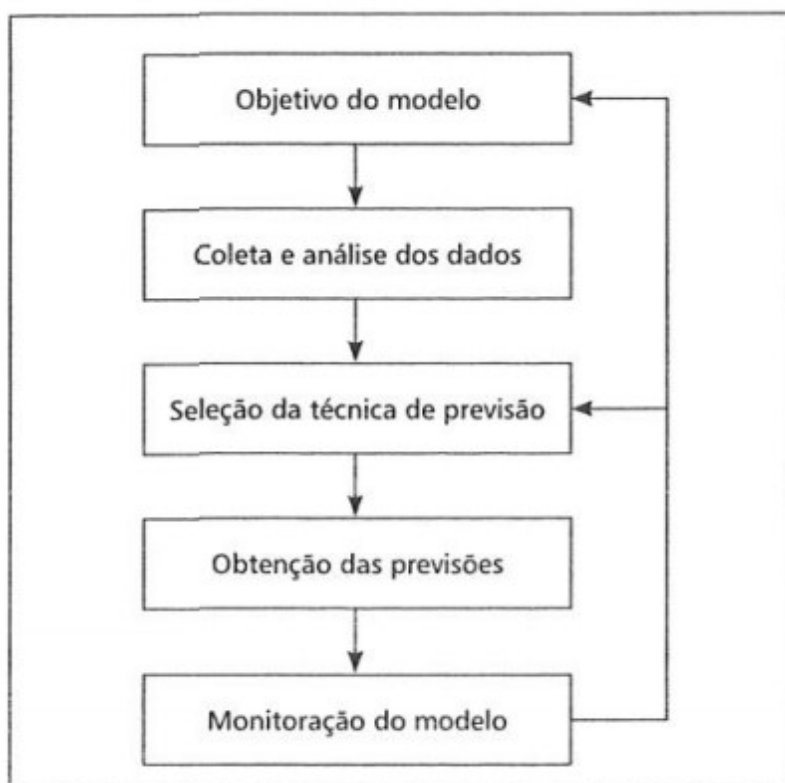 Objetivo do modelo
Coleta e análise dos dados
Seleção da técnica de previsão
Obtenção das previsões
Monitoração do modelo